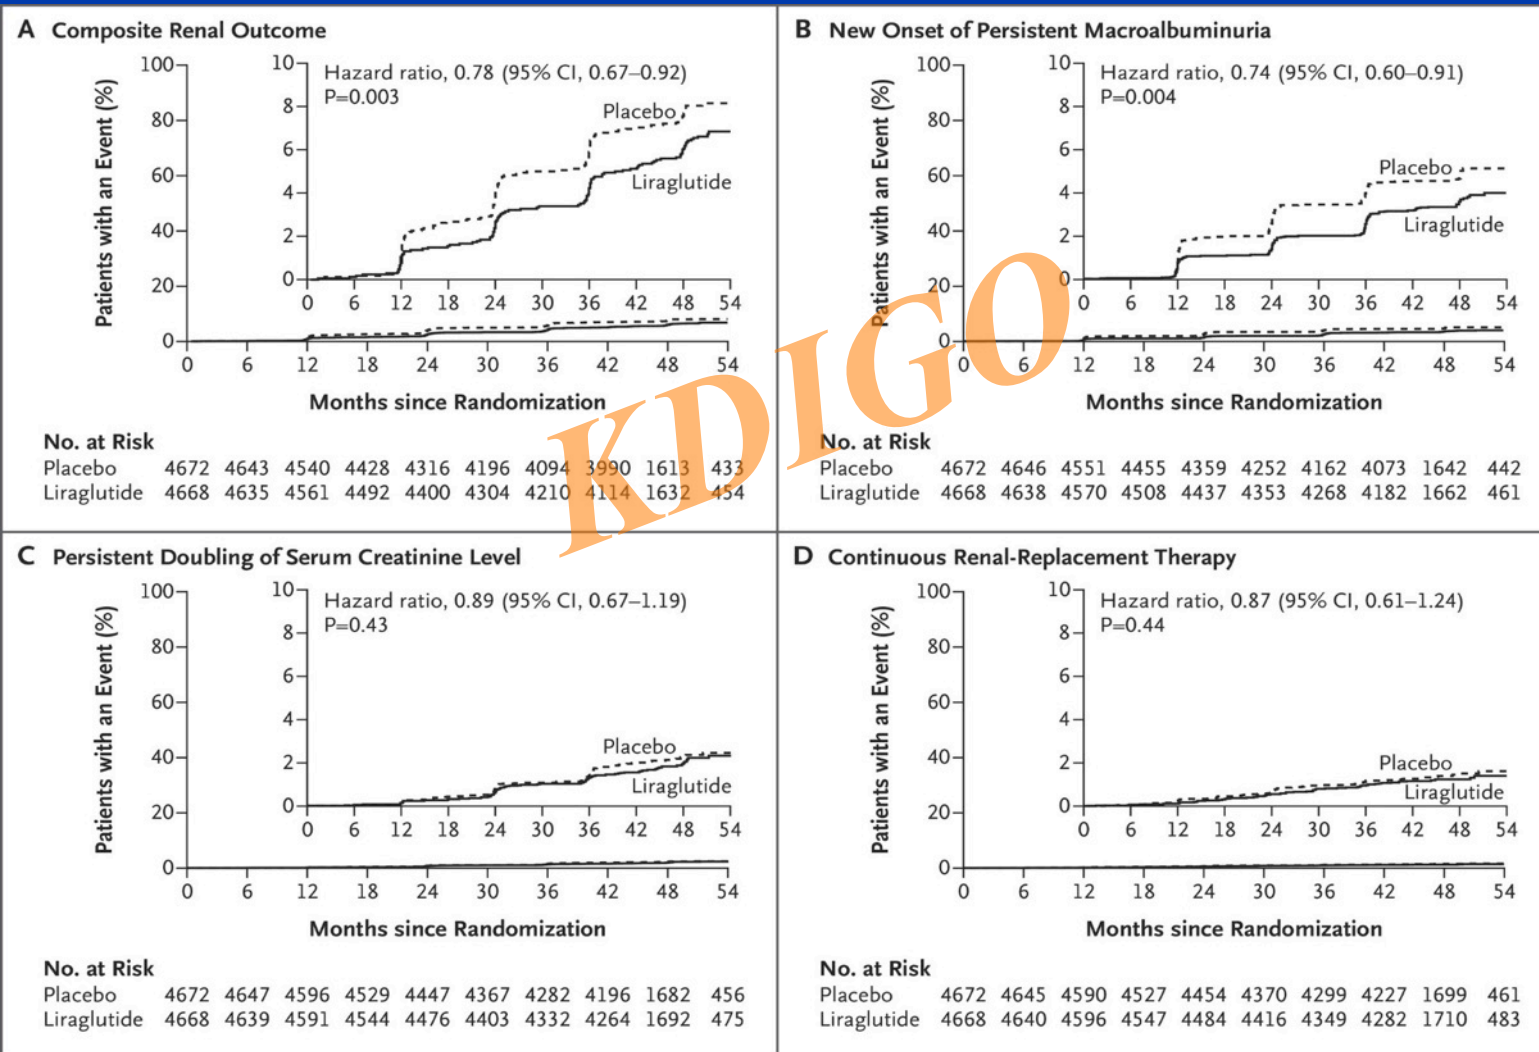 A Composite Renal Outcome
Patients with an Event (%)
100
80
60
40
20
0
10
8
6
4
2
0
Hazard ratio, 0.78 (95% CI, 0.67–0.92)
P=0.003
Placebo
Liraglutide
0 6 12 18 24 30 36 42 48 54
0 6 12 18 24 30 36 42 48 54
Months since Randomization
No. at Risk
Placebo 4672 4643 4540 4428 4316 4196 4094 3990 1613 433
Liraglutide 4668 4635 4561 4492 4400 4304 4210 4114 1632 454
B New Onset of Persistent Macroalbuminuria
Patients with an Event (%)
100
80
60
40
20
0
10
8
6
4
2
0
Hazard ratio, 0.74 (95% CI, 0.60–0.91)
P=0.004
Placebo
Liraglutide
0 6 12 18 24 30 36 42 48 54
0 6 12 18 24 30 36 42 48 54
Months since Randomization
No. at Risk
Placebo 4672 4646 4551 4455 4359 4252 4162 4073 1642 442
Liraglutide 4668 4638 4570 4508 4437 4353 4268 4182 1662 461
KDIGO
C Persistent Doubling of Serum Creatinine Level
Patients with an Event (%)
100
80
60
40
20
0
10
8
6
4
2
0
Hazard ratio, 0.89 (95% CI, 0.67–1.19)
P=0.43
Placebo
Liraglutide
0 6 12 18 24 30 36 42 48 54
0 6 12 18 24 30 36 42 48 54
Months since Randomization
No. at Risk
Placebo 4672 4647 4596 4529 4447 4367 4282 4196 1682 456
Liraglutide 4668 4639 4591 4544 4476 4403 4332 4264 1692 475
D Continuous Renal-Replacement Therapy
Patients with an Event (%)
100
80
60
40
20
0
10
8
6
4
2
0
Hazard ratio, 0.87 (95% CI, 0.61–1.24)
P=0.44
Placebo
Liraglutide
0 6 12 18 24 30 36 42 48 54
0 6 12 18 24 30 36 42 48 54
Months since Randomization
No. at Risk
Placebo 4672 4645 4590 4527 4454 4370 4299 4227 1699 461
Liraglutide 4668 4640 4596 4547 4484 4416 4349 4282 1710 483